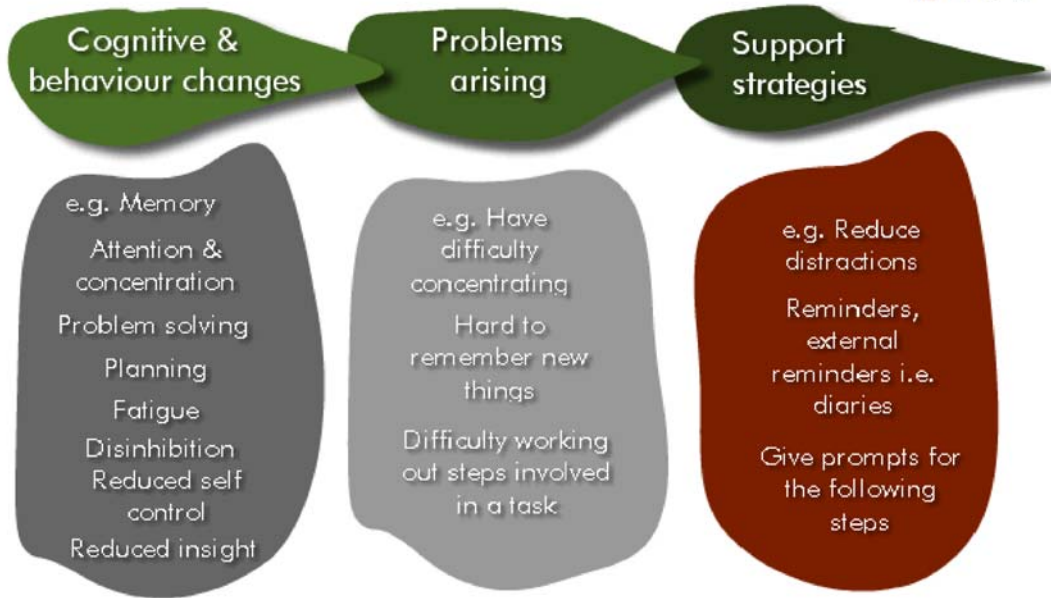 Cognitive &
behaviour changes
Problems
arising
Support
strategies
e.g. Memory
Attention &
concentration
Problem solving
Planning
Fatigue
Disinhibition
Reduced self
control
Reduced insight
e.g. Have
difficulty
concentrating
Hard to
remember new
things
Difficulty working
out steps involved
in a task
e.g. Reduce
distractions
Reminders,
external
reminders i.e.
diaries
Give prompts for
the following
steps